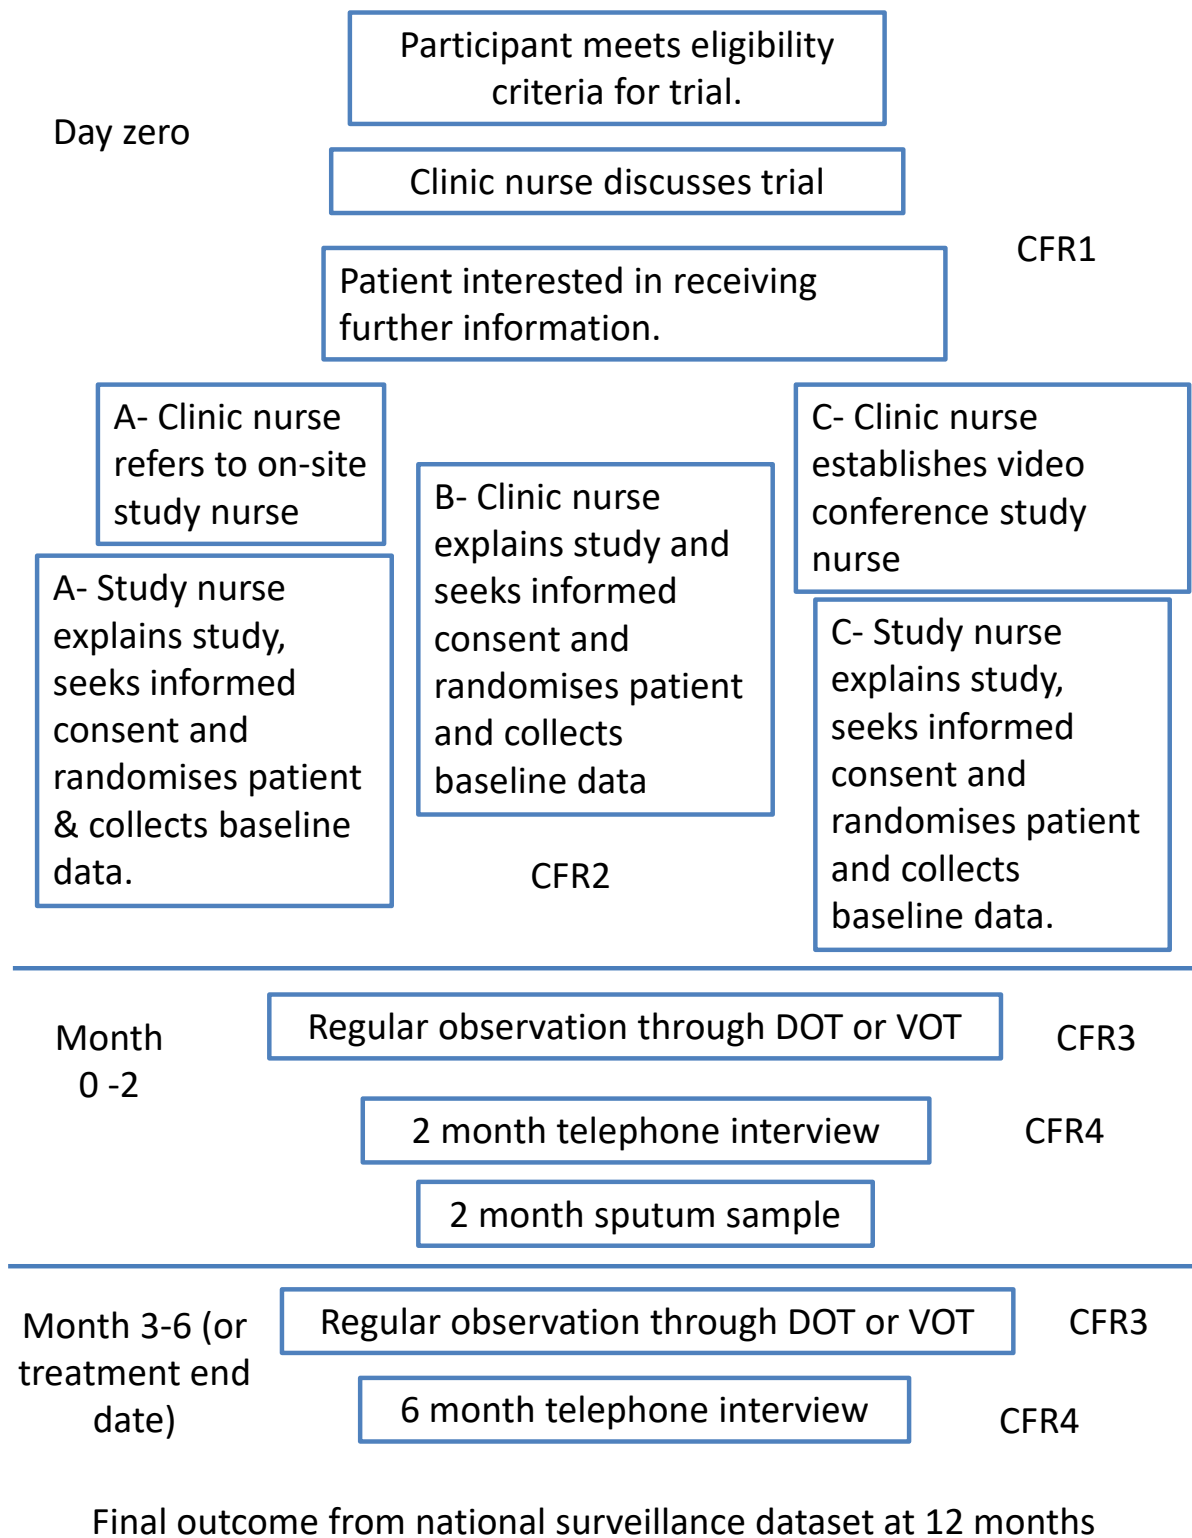 Participant meets eligibility
criteria for trial.
Day zero
Clinic nurse discusses trial
CFR1
Patient interested in receiving
further information.
A- Clinic nurse
refers to on-site
study nurse
A- Study nurse
explains study,
seeks informed
consent and
randomises patient
& collects baseline
data.
B- Clinic nurse
explains study and
seeks informed
consent and
randomises patient
and collects
baseline data
C- Clinic nurse
establishes video
conference study
nurse
C- Study nurse
explains study,
seeks informed
consent and
randomises patient
and collects
baseline data.
CFR2
Month
0 -2
Regular observation through DOT or VOT
CFR3
2 month telephone interview
CFR4
2 month sputum sample
Month 3-6 (or
treatment end
date)
Regular observation through DOT or VOT
CFR3
6 month telephone interview
CFR4
Final outcome from national surveillance dataset at 12 months